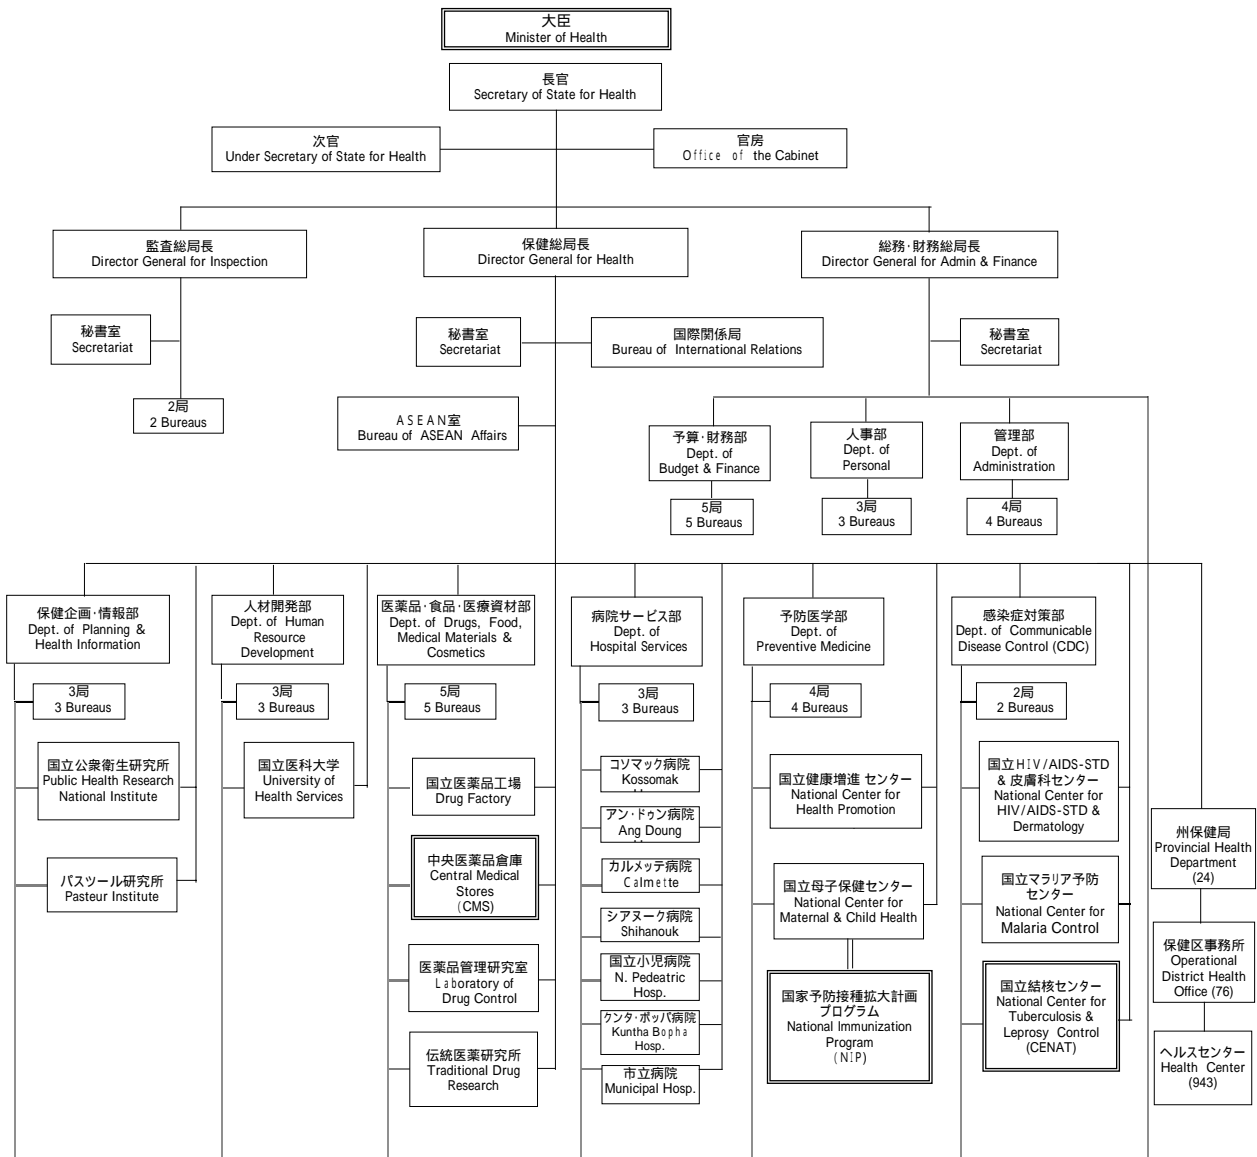 大臣
Minister of Health
長官
Secretary of State for Health
次官
Under Secretary of State for Health
官房
Office of the Cabinet
監査総局長
Director General for Inspection
保健総局長
Director General for Health
総務・財務総局長
Director General for Admin & Finance
秘書室
Secretariat
秘書室
Secretariat
国際関係局
Bureau of International Relations
秘書室
Secretariat
2局
2 Bureaus
ASEAN室
Bureau of ASEAN Affairs
予算・財務部
Dept. of
Budget & Finance
人事部
Dept. of
Personal
管理部
Dept. of
Administration
5局
5 Bureaus
3局
3 Bureaus
4局
4 Bureaus
保健企画・情報部
Dept. of Planning &
Health Information
人材開発部
Dept. of Human
Resource
Development
医薬品・食品・医療資材部
Dept. of Drugs, Food,
Medical Materials &
Cosmetics
病院サービス部
Dept. of
Hospital Services
予防医学部
Dept. of
Preventive Medicine
感染症対策部
Dept. of Communicable
Disease Control (CDC)
3局
3 Bureaus
3局
3 Bureaus
5局
5 Bureaus
3局
3 Bureaus
4局
4 Bureaus
2局
2 Bureaus
国立公衆衛生研究所
Public Health Research
National Institute
パスツール研究所
Pasteur Institute
国立医科大学
University of
Health Services
国立医薬品工場
Drug Factory
中央医薬品倉庫
Central Medical
Stores
(CMS)
医薬品管理研究室
Laboratory of
Drug Control
伝統医薬研究所
Traditional Drug
Research
コソマック病院
Kossomak
アン・ドゥン病院
Ang Doung
カルメッテ病院
Calmette
シアヌーク病院
Shihanouk
国立小児病院
N. Pedeatric
Hosp.
クンタ・ボッパ病院
Kuntha Bopha
Hosp.
市立病院
Municipal Hosp.
国立健康増進 センター
National Center for
Health Promotion
国立母子保健センター
National Center for
Maternal & Child Health
国家予防接種拡大計画
プログラム
National Immunization
Program
(NIP)
国立HIV/AIDS-STD
& 皮膚科センター
National Center for
HIV/AIDS-STD &
Dermatology
国立マラリア予防
センター
National Center for
Malaria Control
国立結核センター
National Center for
Tuberculosis &
Leprosy Control
(CENAT)
州保健局
Provincial Health
Department
(24)
保健区事務所
Operational
District Health
Office (76)
ヘルスセンター
Health Center
(943)